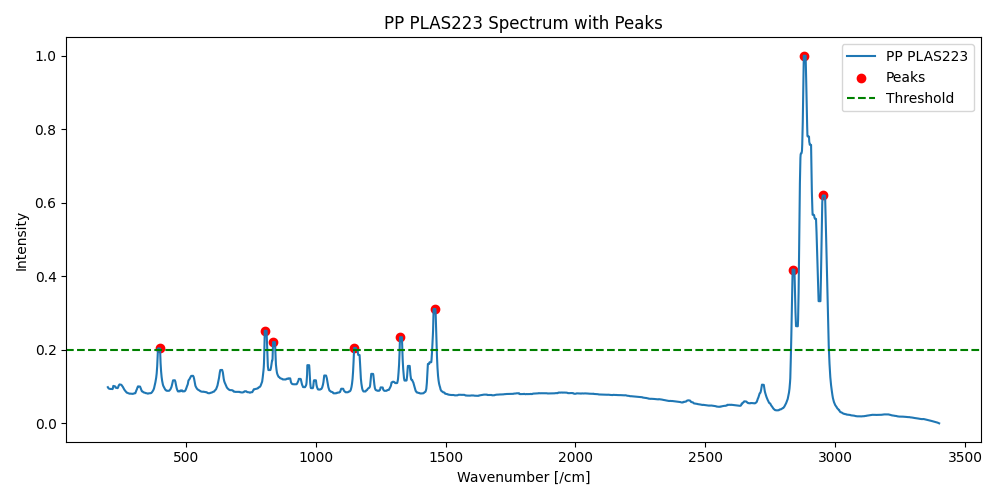 PP PLAS223 Spectrum with Peaks
PP PLAS223
Peaks
Threshold
Intensity
1.0
0.8
0.6
0.4
0.2
0.0
500 1000 1500 2000 2500 3000 3500
Wavenumber [/cm]